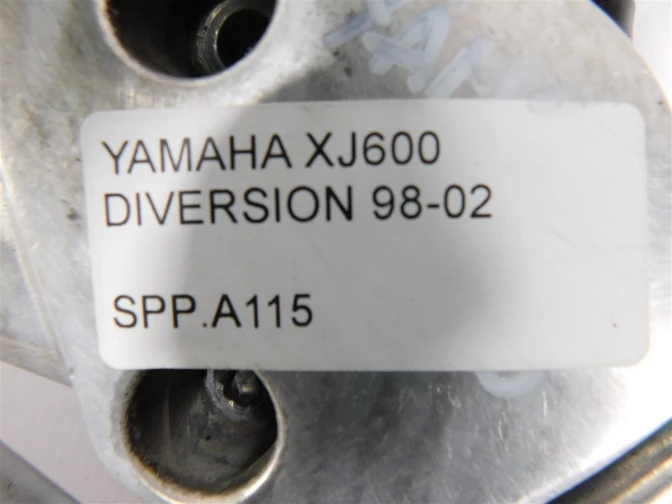 YAMAHA XJ600
DIVERSION 98-02
SPP.A115